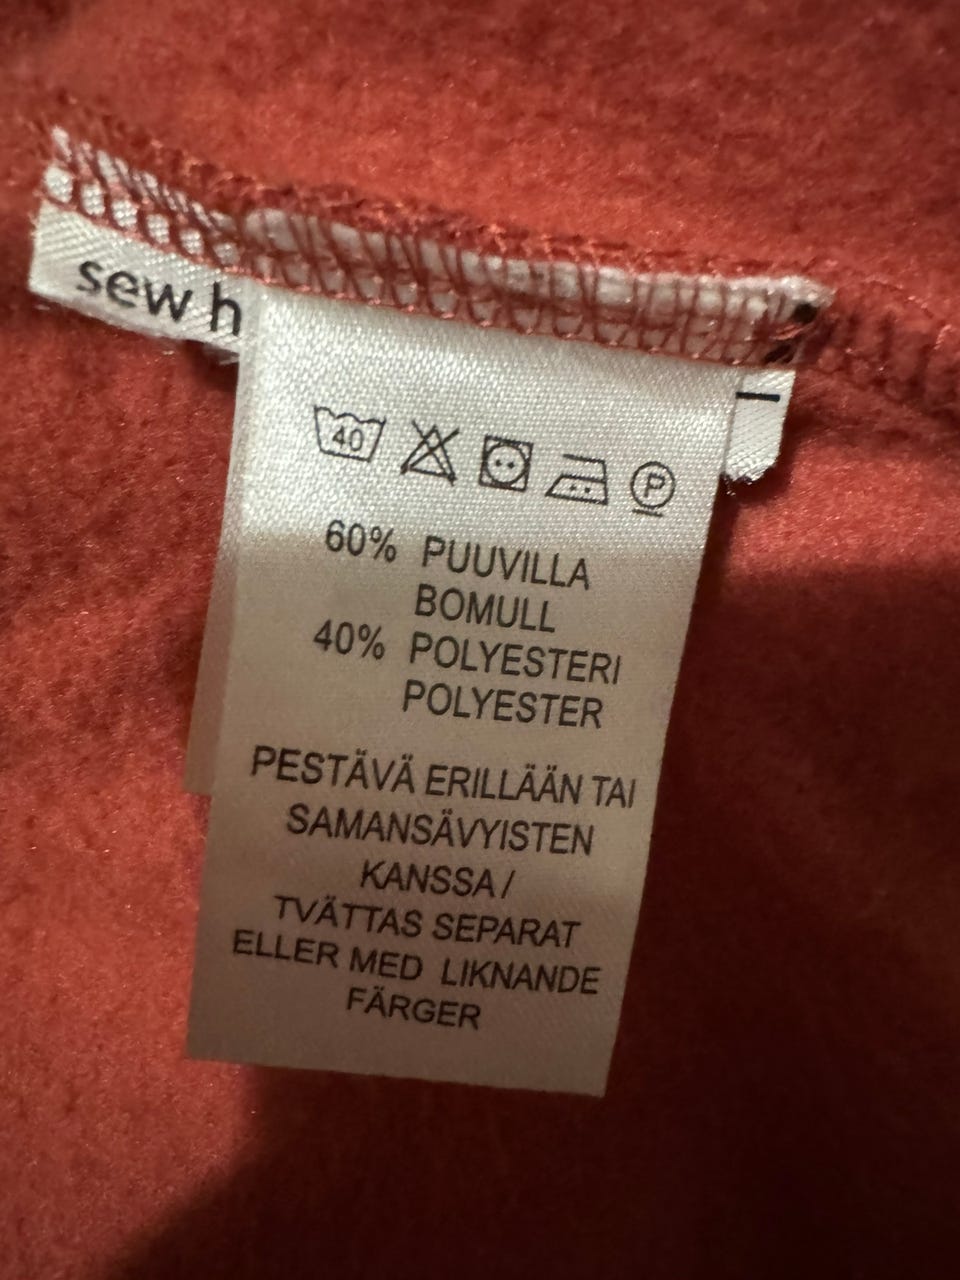 sew h
40
P
60% PUUVILLA
BOMULL
40% POLYESTERI
POLYESTER
PESTÄVÄ ERILLÄÄN TAI
SAMANSÄVYISTEN
KANSSA /
TVÄTTAS SEPARAT
ELLER MED LIKNANDE
FÄRGER